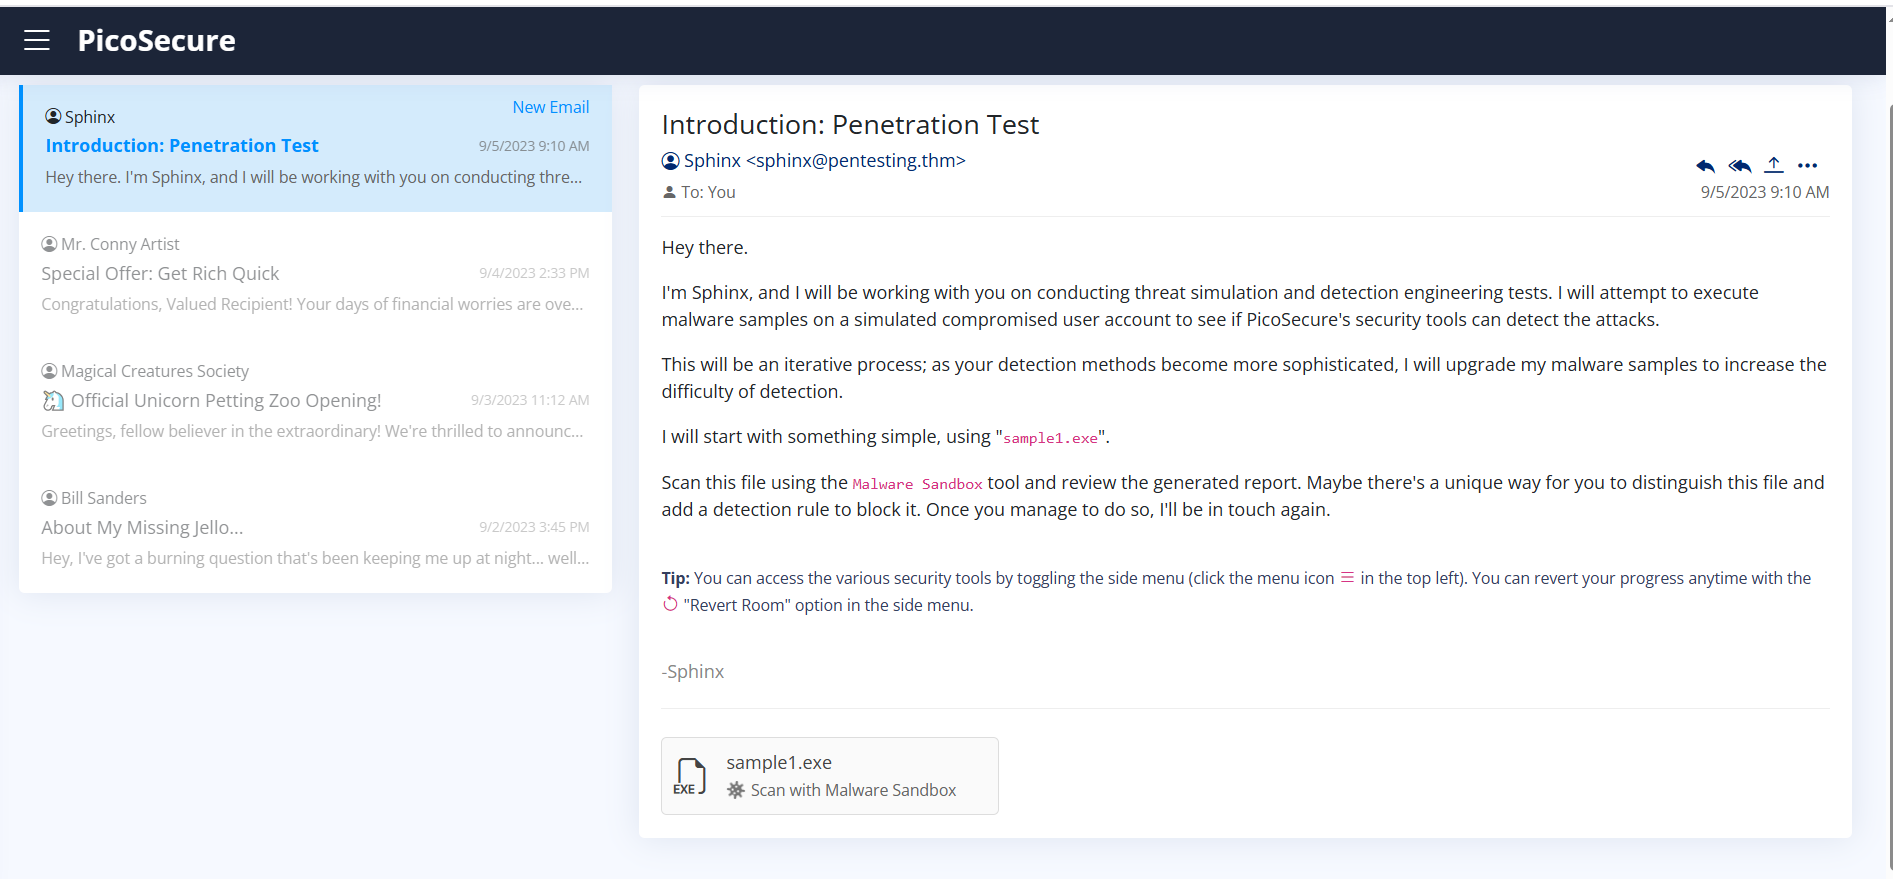 PicoSecure
Sphinx
New Email
Introduction: Penetration Test
9/5/2023 9:10 AM
Hey there. I'm Sphinx, and I will be working with you on conducting thre...
Mr. Conny Artist
Special Offer: Get Rich Quick
9/4/2023 2:33 PM
Congratulations, Valued Recipient! Your days of financial worries are ove...
Magical Creatures Society
🦄 Official Unicorn Petting Zoo Opening!
9/3/2023 11:12 AM
Greetings, fellow believer in the extraordinary! We're thrilled to announc...
Bill Sanders
About My Missing Jello...
9/2/2023 3:45 PM
Hey, I've got a burning question that's been keeping me up at night... well...
Introduction: Penetration Test
Sphinx <sphinx@pentesting.thm>
To: You
9/5/2023 9:10 AM
Hey there.
I'm Sphinx, and I will be working with you on conducting threat simulation and detection engineering tests. I will attempt to execute
malware samples on a simulated compromised user account to see if PicoSecure's security tools can detect the attacks.
This will be an iterative process; as your detection methods become more sophisticated, I will upgrade my malware samples to increase the
difficulty of detection.
I will start with something simple, using "sample1.exe".
Scan this file using the Malware Sandbox tool and review the generated report. Maybe there's a unique way for you to distinguish this file and
add a detection rule to block it. Once you manage to do so, I'll be in touch again.
Tip: You can access the various security tools by toggling the side menu (click the menu icon ☰ in the top left). You can revert your progress anytime with the
"Revert Room" option in the side menu.
-Sphinx
EXE
sample1.exe
Scan with Malware Sandbox